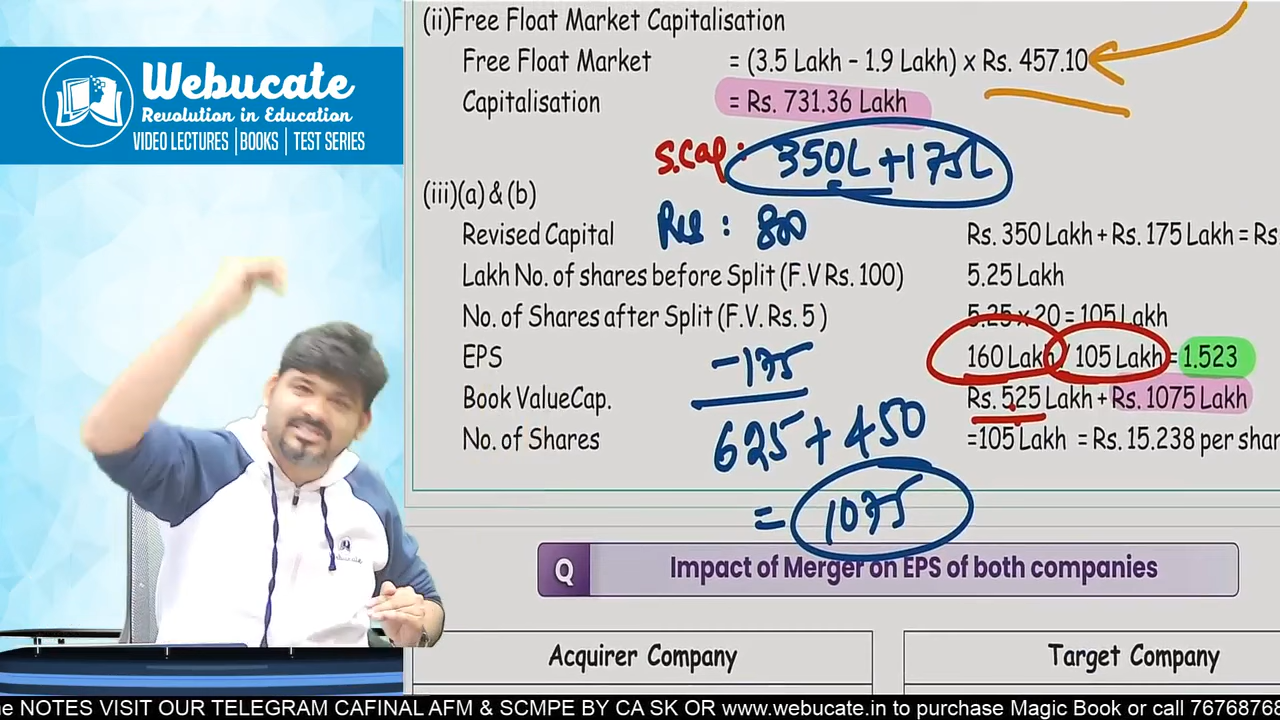 Webucate
Revolution in Education
VIDEO LECTURES | BOOKS | TEST SERIES
(ii)Free Float Market Capitalisation
Free Float Market = (3.5 Lakh – 1.9 Lakh) x Rs. 457.10
Capitalisation = Rs. 731.36 Lakh
S.Cap: 350L + 175L
(iii)(a) & (b)
Revised Capital Rs. 350 Lakh + Rs. 175 Lakh = Rs
Res : 800
Lakh No. of shares before Split (F.V Rs. 100) 5.25 Lakh
No. of Shares after Split (F.V. Rs. 5 ) 5.25 x 20 = 105 Lakh
EPS 160 Lakh / 105 Lakh = 1.523
-175
Book ValueCap. Rs. 525 Lakh + Rs. 1075 Lakh
No. of Shares =105 Lakh = Rs. 15.238 per shar
625 + 450
= 1075
Q Impact of Merger on EPS of both companies
Acquirer Company Target Company
e NOTES VISIT OUR TELEGRAM CAFINAL AFM & SCMPE BY CA SK OR www.webucate.in to purchase Magic Book or call 76768768